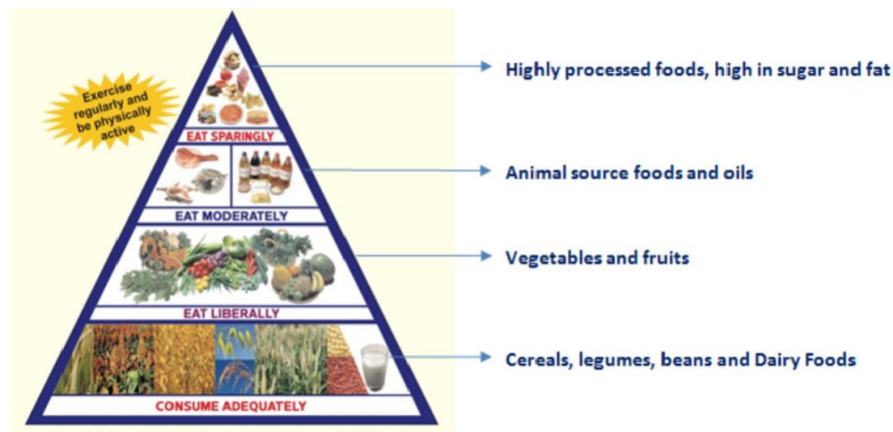 Exercise
regularly and
be physically
active
EAT SPARINGLY
Highly processed foods, high in sugar and fat
EAT MODERATELY
Animal source foods and oils
EAT LIBERALLY
Vegetables and fruits
CONSUME ADEQUATELY
Cereals, legumes, beans and Dairy Foods